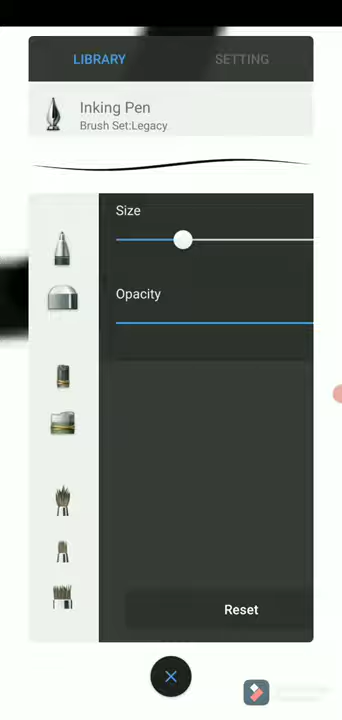 LIBRARY
SETTING
Inking Pen
Brush Set:Legacy
Size
Opacity
Reset